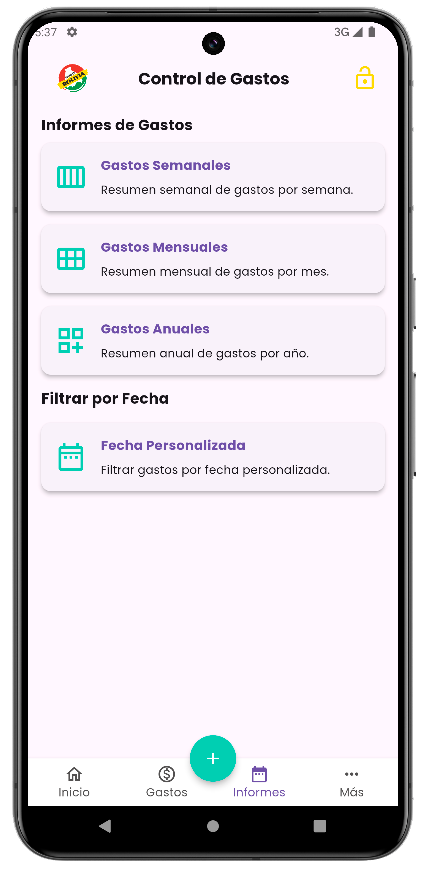 5:37
3G
BOLIVIA
Control de Gastos
Informes de Gastos
Gastos Semanales
Resumen semanal de gastos por semana.
Gastos Mensuales
Resumen mensual de gastos por mes.
Gastos Anuales
Resumen anual de gastos por año.
Filtrar por Fecha
Fecha Personalizada
Filtrar gastos por fecha personalizada.
Inicio
Gastos
Informes
Más